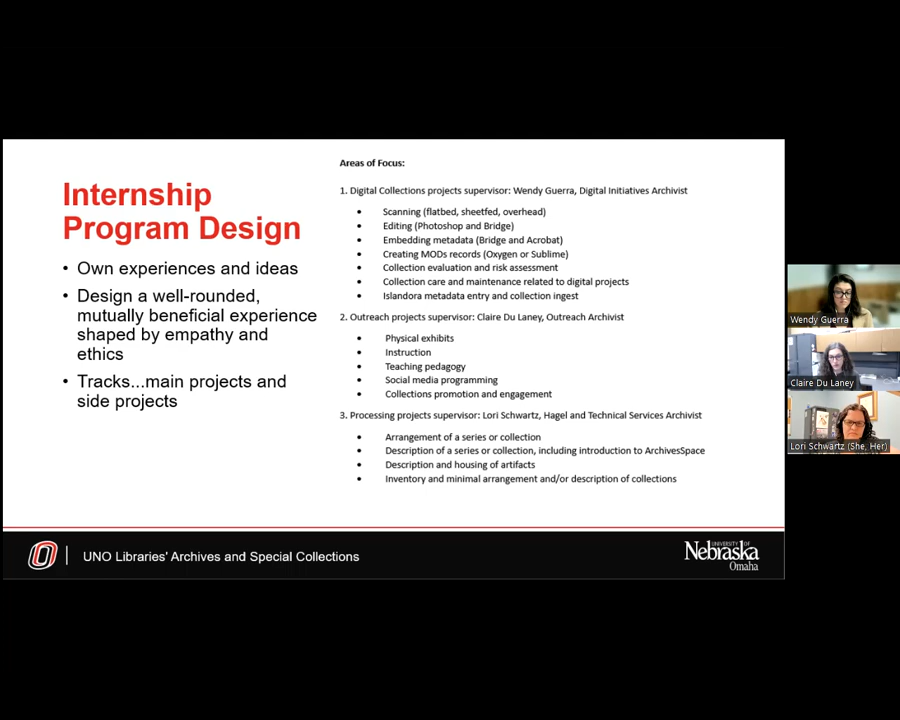 Internship
Program Design
• Own experiences and ideas
• Design a well-rounded,
mutually beneficial experience
shaped by empathy and
ethics
• Tracks...main projects and
side projects
Areas of Focus:
1. Digital Collections projects supervisor: Wendy Guerra, Digital Initiatives Archivist
• Scanning (flatbed, sheetfed, overhead)
• Editing (Photoshop and Bridge)
• Embedding metadata (Bridge and Acrobat)
• Creating MODs records (Oxygen or Sublime)
• Collection evaluation and risk assessment
• Collection care and maintenance related to digital projects
• Islandora metadata entry and collection ingest
2. Outreach projects supervisor: Claire Du Laney, Outreach Archivist
• Physical exhibits
• Instruction
• Teaching pedagogy
• Social media programming
• Collections promotion and engagement
3. Processing projects supervisor: Lori Schwartz, Hagel and Technical Services Archivist
• Arrangement of a series or collection
• Description of a series or collection, including introduction to ArchivesSpace
• Description and housing of artifacts
• Inventory and minimal arrangement and/or description of collections
Wendy Guerra
Claire Du Laney
Lori Schwartz (She, Her)
O
UNO Libraries' Archives and Special Collections
UNIVERSITY OF
Nebraska
Omaha